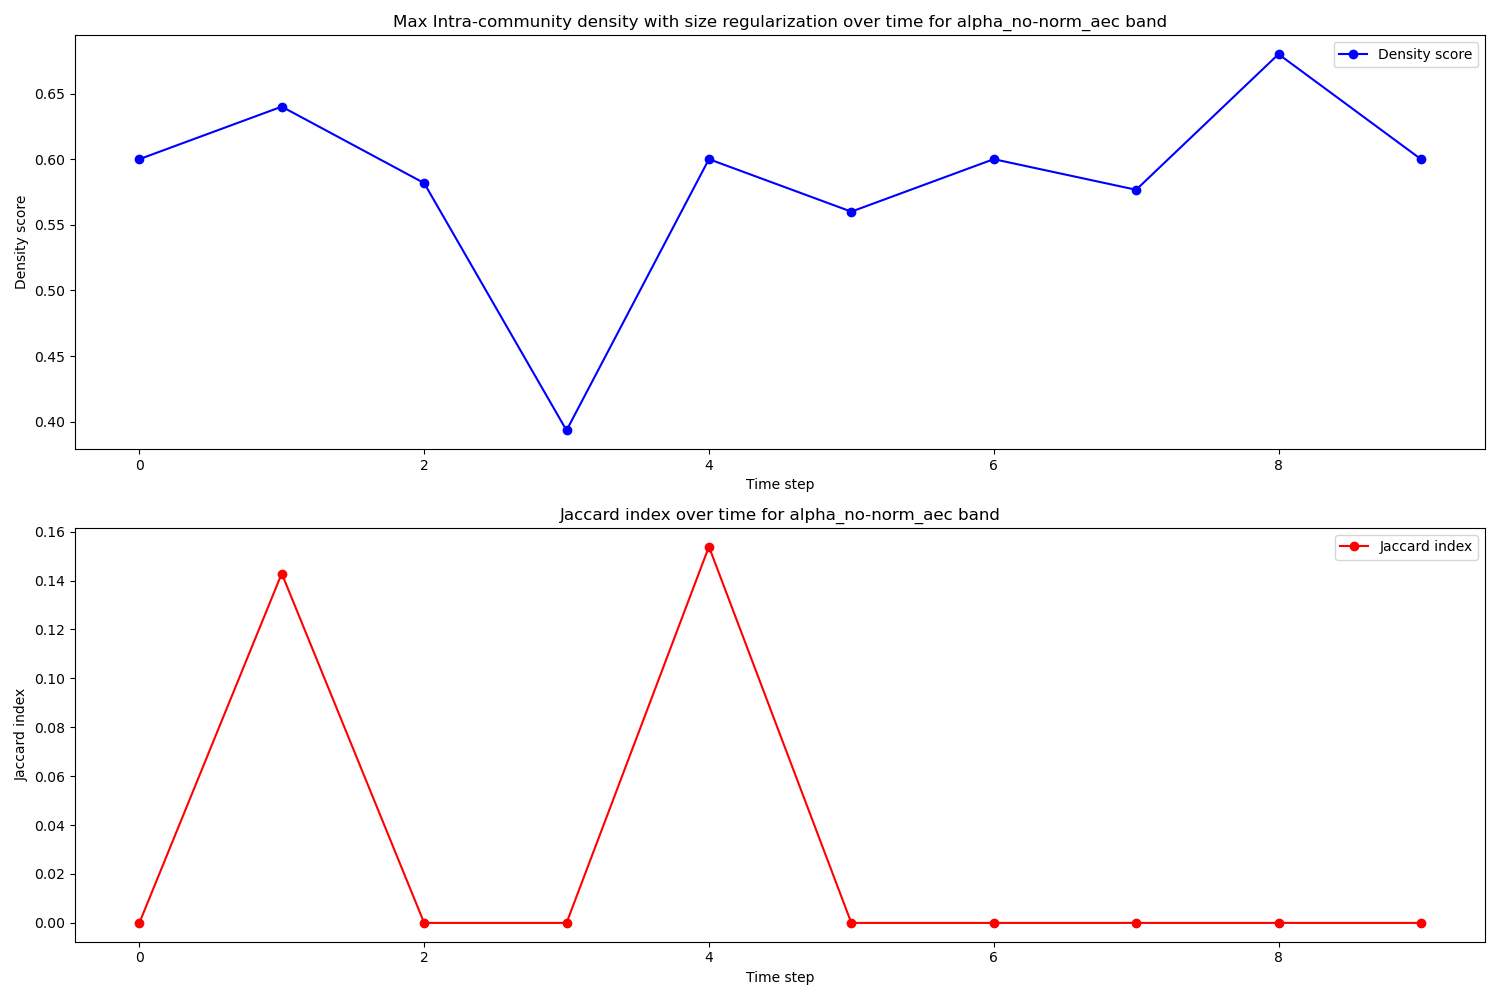 Max Intra-community density with size regularization over time for alpha_no-norm_aec band
Density score
0.65
0.60
0.55
0.50
0.45
0.40
Density score
0 2 4 6 8
Time step
Jaccard index over time for alpha_no-norm_aec band
Jaccard index
0.16
0.14
0.12
0.10
0.08
0.06
0.04
0.02
0.00
Jaccard index
0 2 4 6 8
Time step